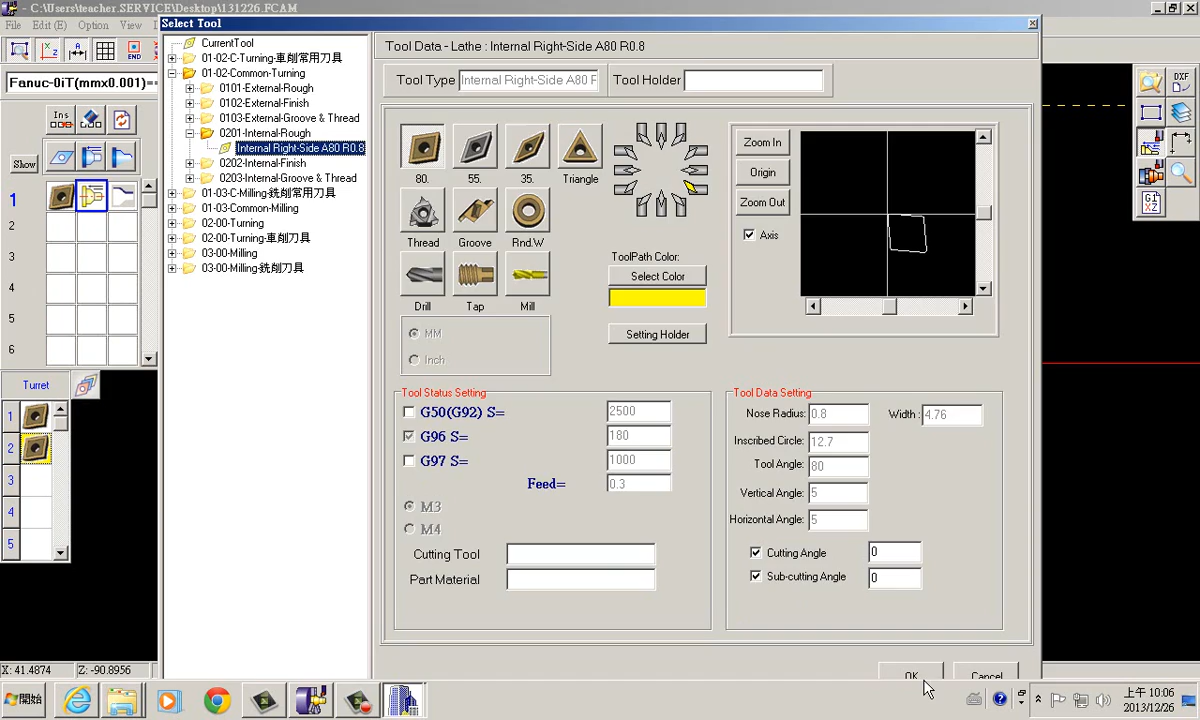 - C:\Users\teacher.SERVICE\Desktop\131226.FCAM
File Edit (E) Option View
Select Tool
Fanuc-0iT(mmx0.001)==
Ins
END
Show
1
2
3
4
5
6
Turret
1
2
3
4
5
CurrentTool
01-02-C-Turning-車削常用刀具
01-02-Common-Turning
0101-External-Rough
0102-External-Finish
0103-External-Groove & Thread
0201-Internal-Rough
Internal Right-Side A80 R0.8
0202-Internal-Finish
0203-Internal-Groove & Thread
01-03-C-Milling-銑削常用刀具
01-03-Common-Milling
02-00-Turning
02-00-Turning-車削刀具
03-00-Milling
03-00-Milling-銑削刀具
Tool Data - Lathe : Internal Right-Side A80 R0.8
Tool Type Internal Right-Side A80 F
Tool Holder
80. 55. 35. Triangle
Thread Groove Rnd.W
Drill Tap Mill
MM
Inch
ToolPath Color:
Select Color
Setting Holder
Zoom In
Origin
Zoom Out
Axis
Tool Status Setting
G50(G92) S= 2500
G96 S= 180
G97 S= 1000
Feed= 0.3
M3
M4
Cutting Tool
Part Material
Tool Data Setting
Nose Radius: 0.8 Width : 4.76
Inscribed Circle: 12.7
Tool Angle: 80
Vertical Angle: 5
Horizontal Angle: 5
Cutting Angle 0
Sub-cutting Angle 0
OK Cancel
DXF
X: 41.4874 Z: -90.8956
開始
上午 10:06
2013/12/26